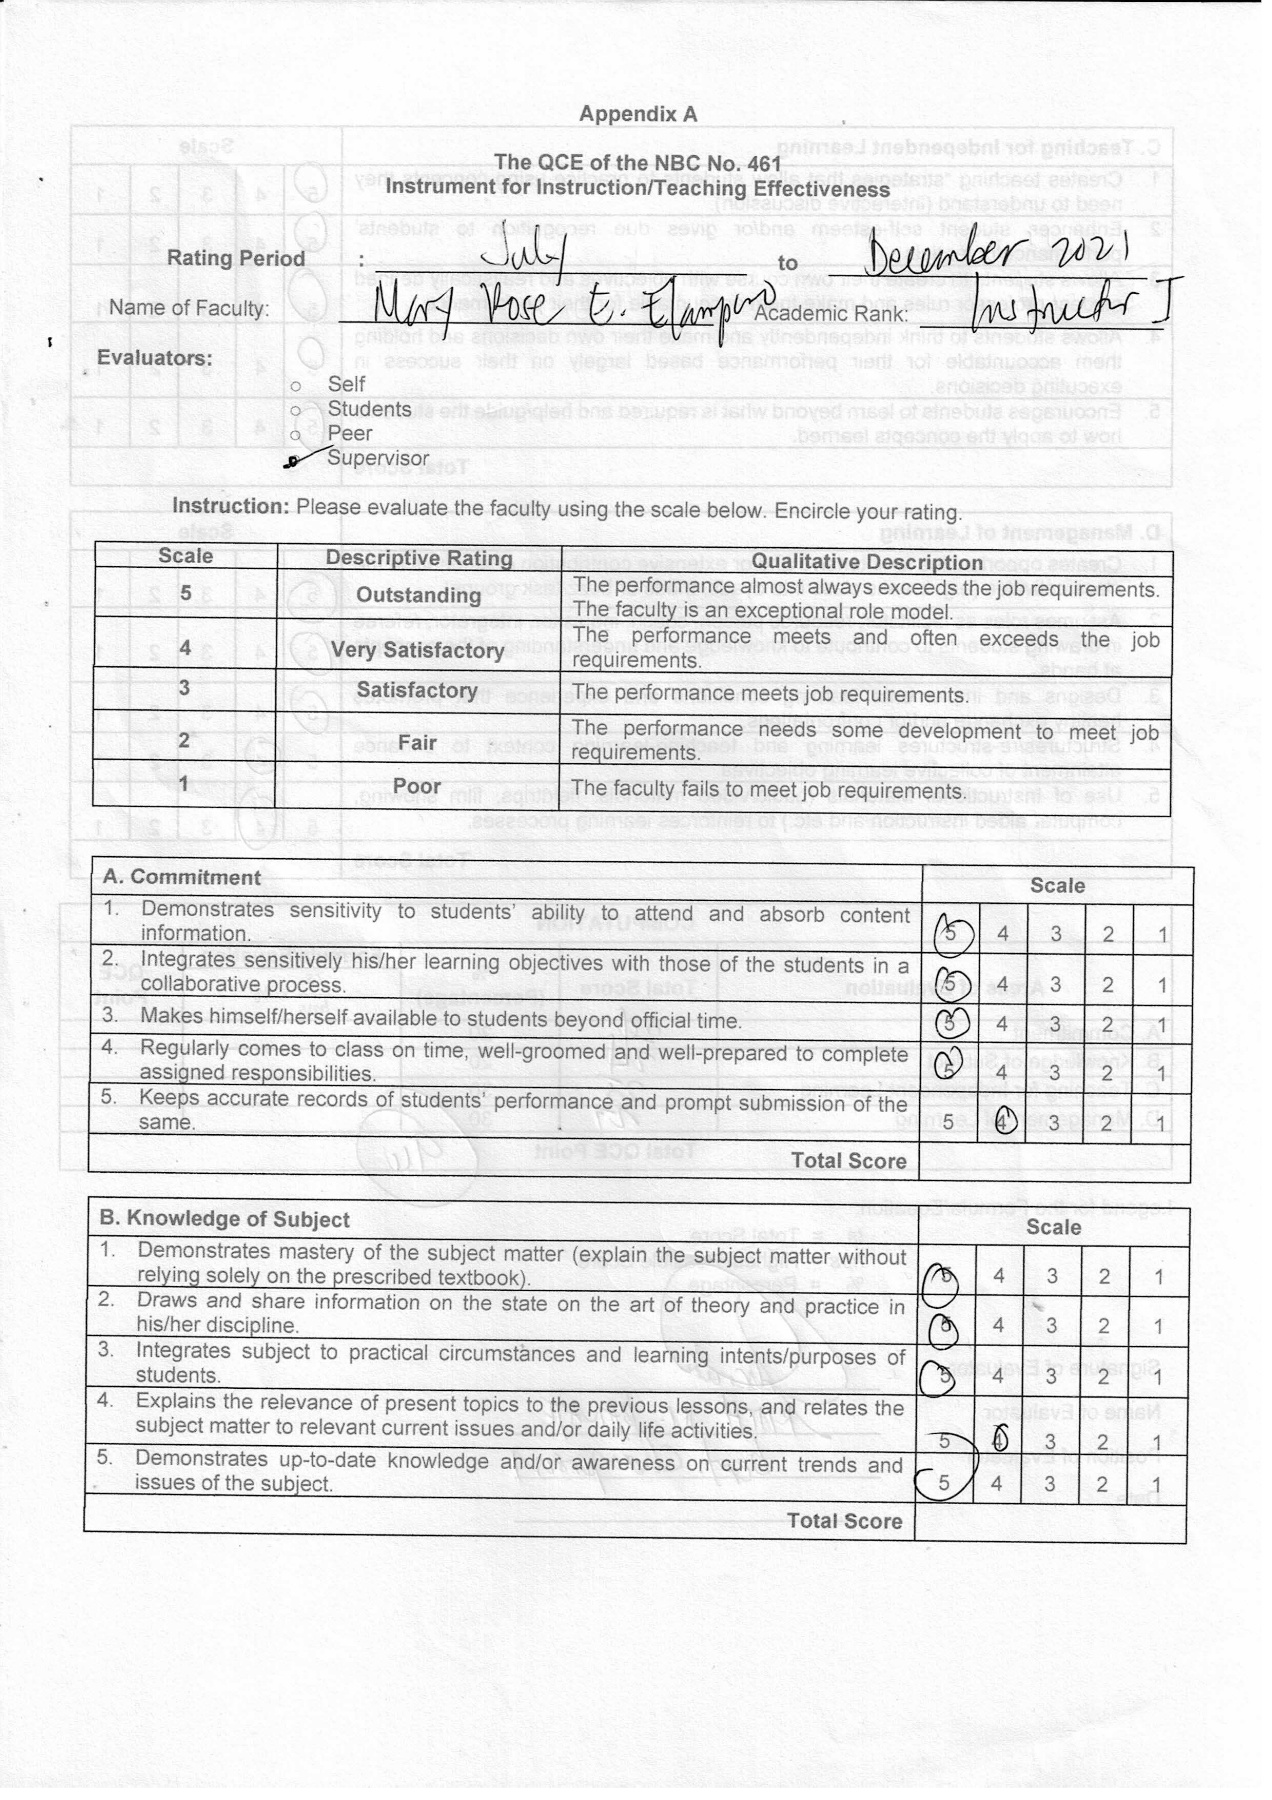 Appendix A
The QCE of the NBC No. 461
Instrument for Instruction/Teaching Effectiveness
Rating Period : July to December 2021
Name of Faculty: Mary Rose E. Academic Rank: Instructor I
Evaluators:
Self
Students
Peer
Supervisor
Instruction: Please evaluate the faculty using the scale below. Encircle your rating.
Scale Descriptive Rating Qualitative Description
5 Outstanding The performance almost always exceeds the job requirements.
The faculty is an exceptional role model.
4 Very Satisfactory The performance meets and often exceeds the job
requirements.
3 Satisfactory The performance meets job requirements.
2 Fair The performance needs some development to meet job
requirements.
1 Poor The faculty fails to meet job requirements.
A. Commitment Scale
1. Demonstrates sensitivity to students' ability to attend and absorb content
information. 5 4 3 2 1
2. Integrates sensitively his/her learning objectives with those of the students in a
collaborative process. 5 4 3 2 1
3. Makes himself/herself available to students beyond official time. 5 4 3 2 1
4. Regularly comes to class on time, well-groomed and well-prepared to complete
assigned responsibilities. 5 4 3 2 1
5. Keeps accurate records of students' performance and prompt submission of the
same. 5 4 3 2 1
Total Score
B. Knowledge of Subject Scale
1. Demonstrates mastery of the subject matter (explain the subject matter without
relying solely on the prescribed textbook). 5 4 3 2 1
2. Draws and share information on the state on the art of theory and practice in
his/her discipline. 5 4 3 2 1
3. Integrates subject to practical circumstances and learning intents/purposes of
students. 5 4 3 2 1
4. Explains the relevance of present topics to the previous lessons, and relates the
subject matter to relevant current issues and/or daily life activities. 5 4 3 2 1
5. Demonstrates up-to-date knowledge and/or awareness on current trends and
issues of the subject. 5 4 3 2 1
Total Score